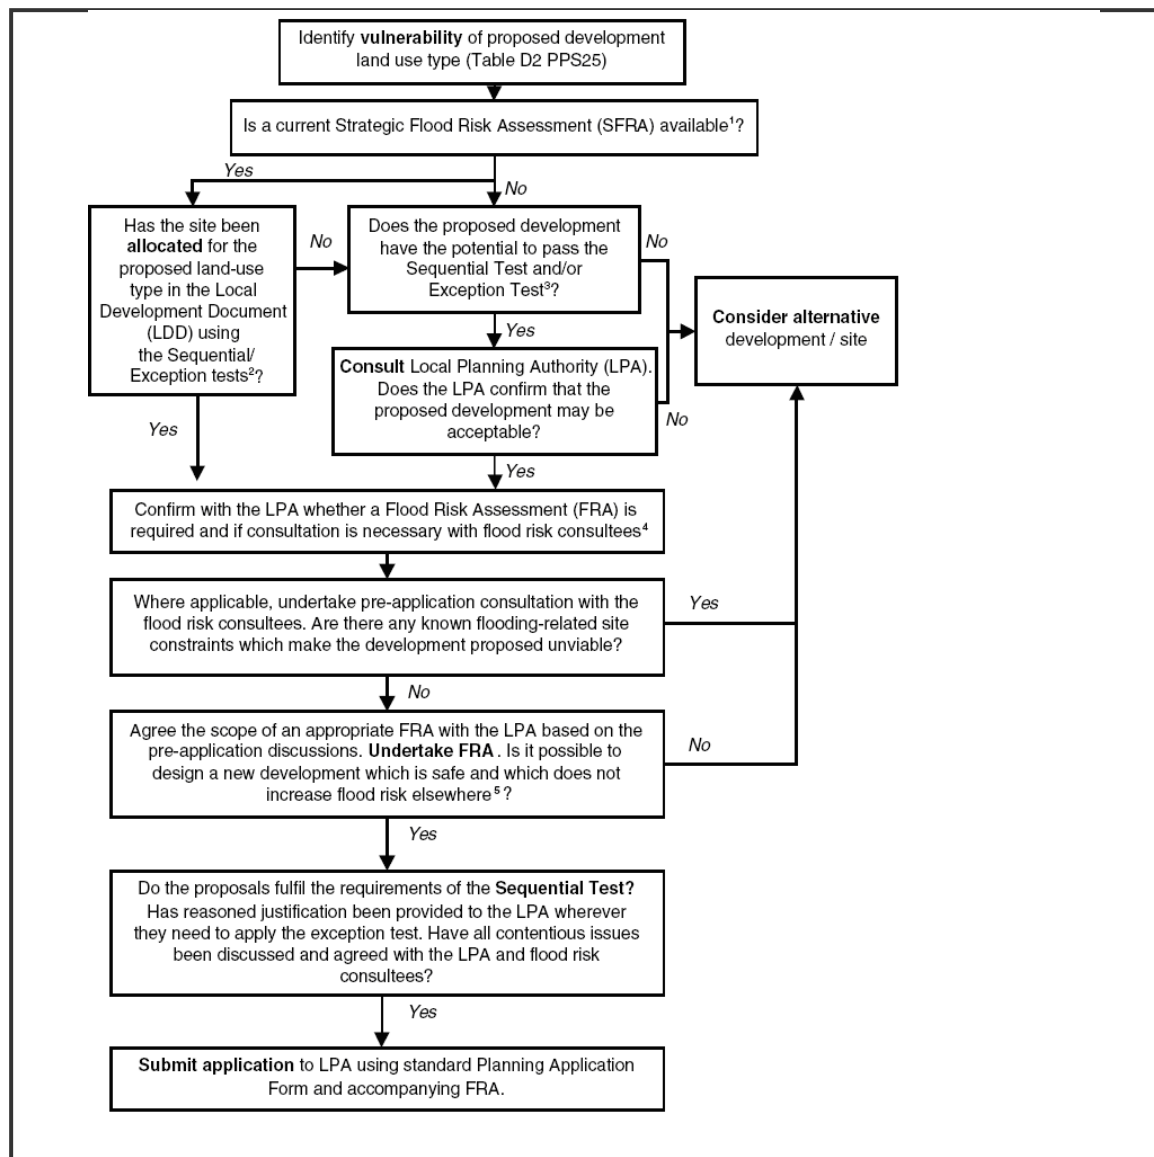 Identify vulnerability of proposed development
land use type (Table D2 PPS25)
Is a current Strategic Flood Risk Assessment (SFRA) available¹?
Yes
No
Has the site been
allocated for the
proposed land-use
type in the Local
Development Document
(LDD) using
the Sequential/
Exception tests²?
No
Does the proposed development
have the potential to pass the
Sequential Test and/or
Exception Test³?
No
Consider alternative
development / site
Yes
Consult Local Planning Authority (LPA).
Does the LPA confirm that the
proposed development may be
acceptable?
No
Yes
Yes
Confirm with the LPA whether a Flood Risk Assessment (FRA) is
required and if consultation is necessary with flood risk consultees⁴
Where applicable, undertake pre-application consultation with the
flood risk consultees. Are there any known flooding-related site
constraints which make the development proposed unviable?
Yes
No
Agree the scope of an appropriate FRA with the LPA based on the
pre-application discussions. Undertake FRA. Is it possible to
design a new development which is safe and which does not
increase flood risk elsewhere⁵?
No
Yes
Do the proposals fulfil the requirements of the Sequential Test?
Has reasoned justification been provided to the LPA wherever
they need to apply the exception test. Have all contentious issues
been discussed and agreed with the LPA and flood risk
consultees?
Yes
Submit application to LPA using standard Planning Application
Form and accompanying FRA.